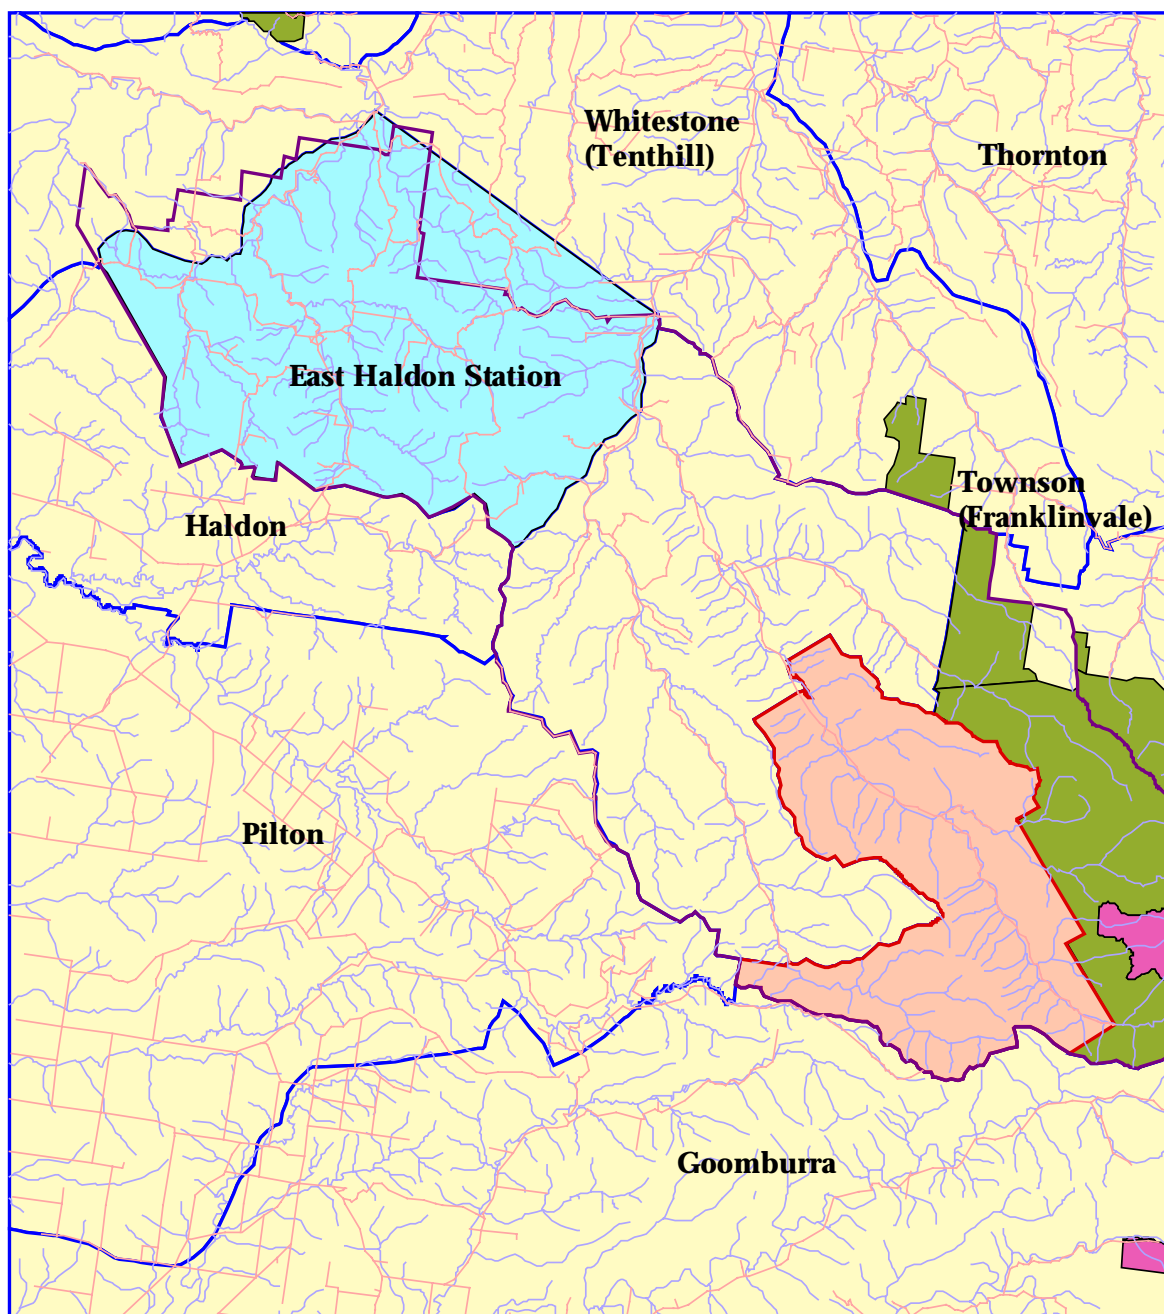 Whitestone
(Tenthill)
Thornton
East Haldon Station
Townson
(Franklinvale)
Haldon
Pilton
Goomburra